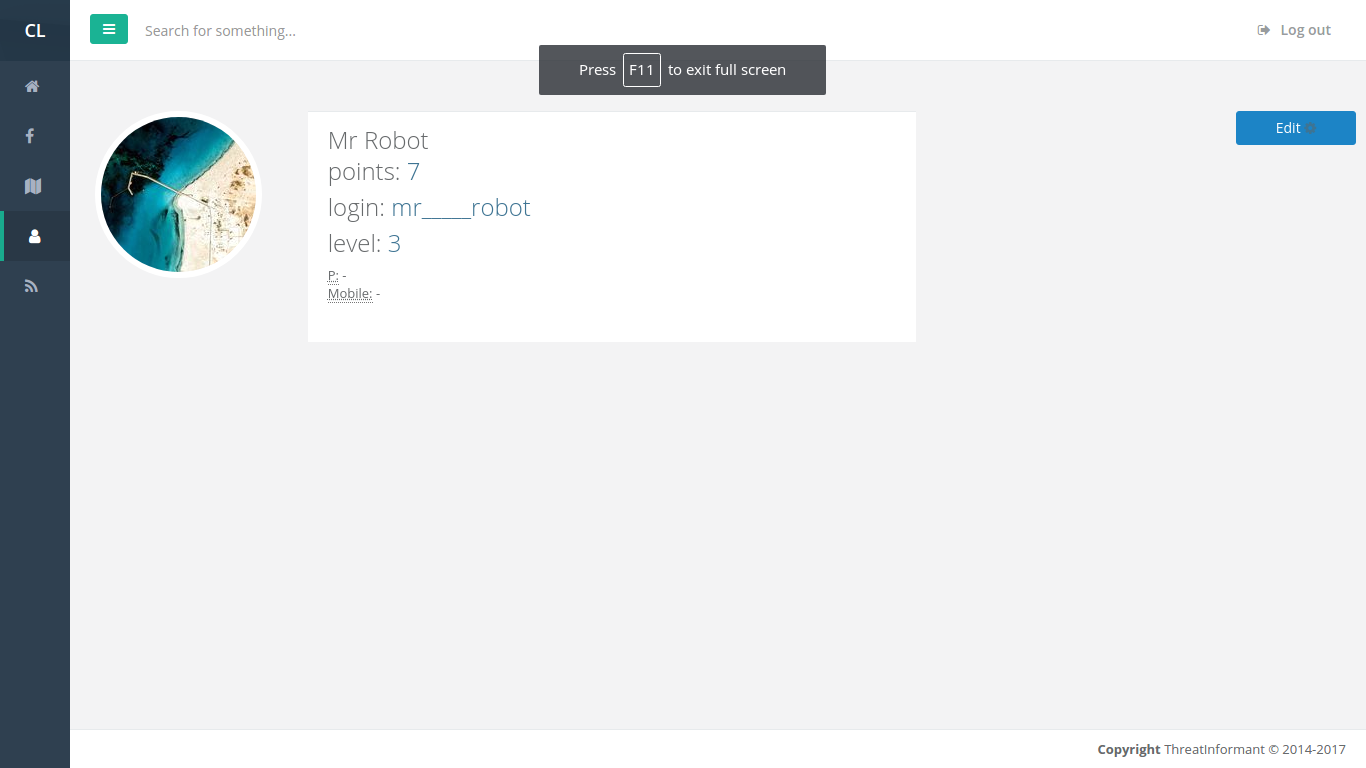 CL
Search for something...
Log out
Press F11 to exit full screen
Mr Robot
points: 7
login: mr_____robot
level: 3
P: -
Mobile: -
Edit
Copyright ThreatInformant © 2014-2017